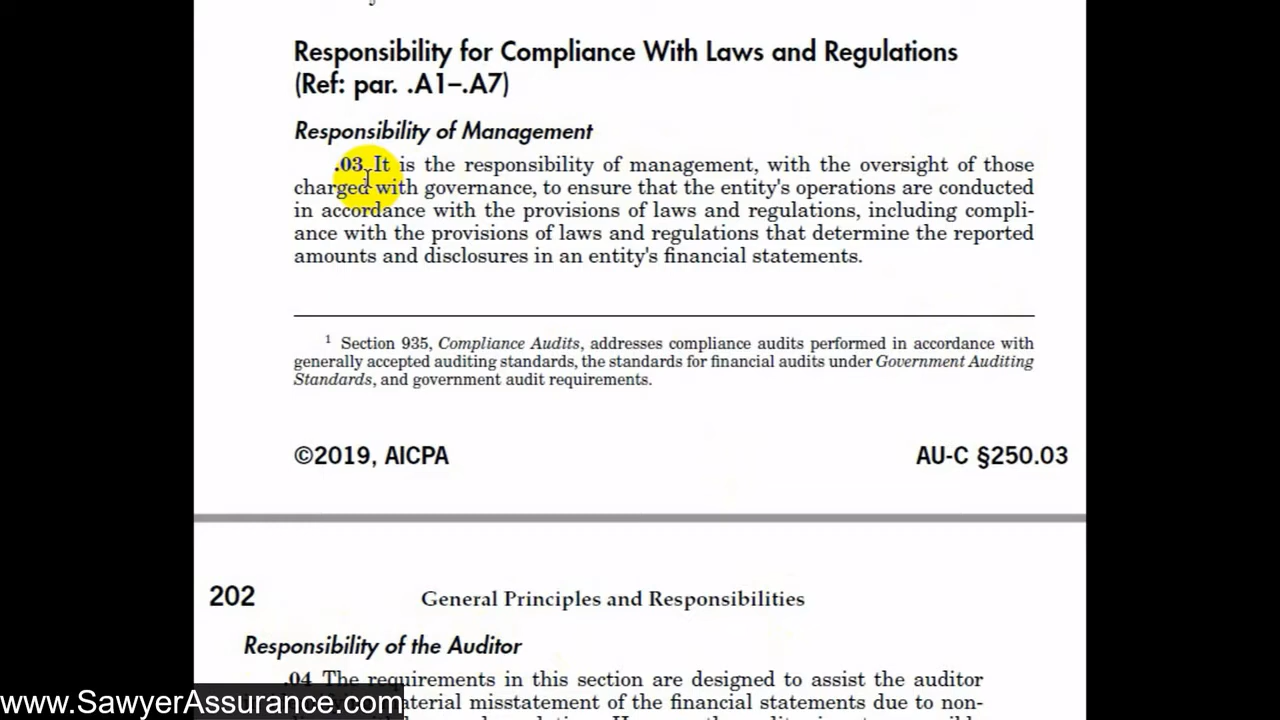 Responsibility for Compliance With Laws and Regulations
(Ref: par. .A1–.A7)
Responsibility of Management
.03 It is the responsibility of management, with the oversight of those
charged with governance, to ensure that the entity's operations are conducted
in accordance with the provisions of laws and regulations, including compli-
ance with the provisions of laws and regulations that determine the reported
amounts and disclosures in an entity's financial statements.
1 Section 935, Compliance Audits, addresses compliance audits performed in accordance with
generally accepted auditing standards, the standards for financial audits under Government Auditing
Standards, and government audit requirements.
©2019, AICPA AU-C §250.03
202 General Principles and Responsibilities
Responsibility of the Auditor
.04 The requirements in this section are designed to assist the auditor
material misstatement of the financial statements due to non-
www.SawyerAssurance.com